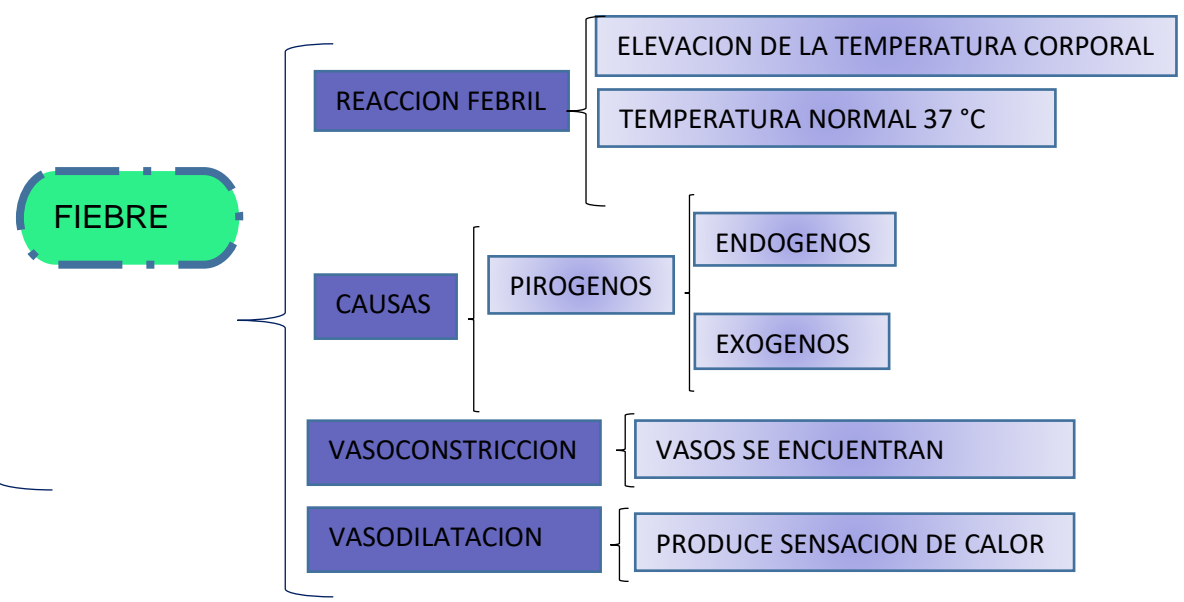 FIEBRE
REACCION FEBRIL
ELEVACION DE LA TEMPERATURA CORPORAL
TEMPERATURA NORMAL 37 °C
CAUSAS
PIROGENOS
ENDOGENOS
EXOGENOS
VASOCONSTRICCION
VASOS SE ENCUENTRAN
VASODILATACION
PRODUCE SENSACION DE CALOR